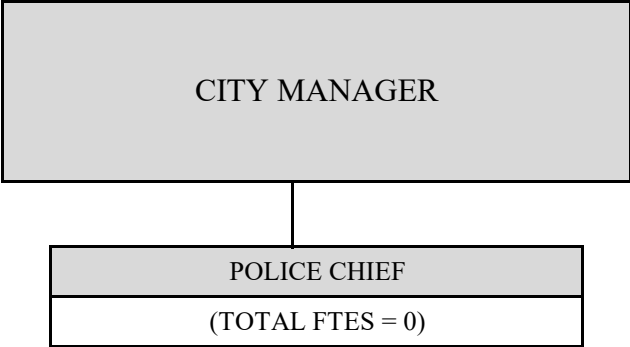 CITY MANAGER
POLICE CHIEF
(TOTAL FTES = 0)